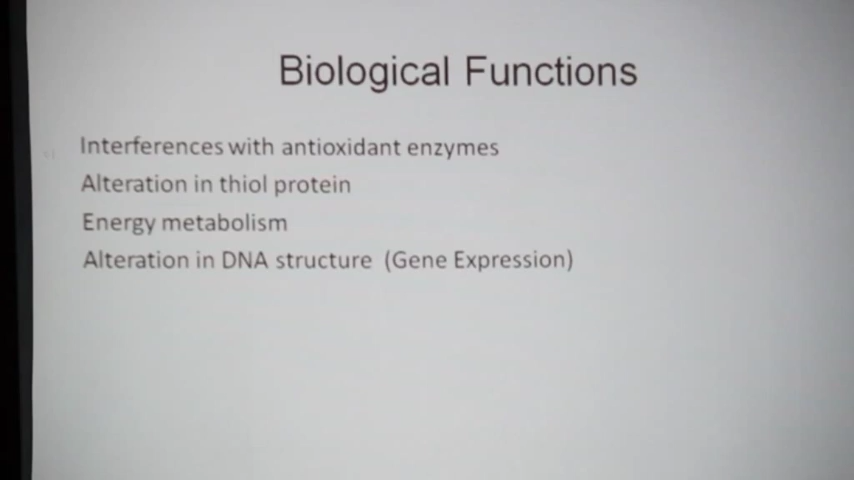 Biological Functions
Interferences with antioxidant enzymes
Alteration in thiol protein
Energy metabolism
Alteration in DNA structure (Gene Expression)